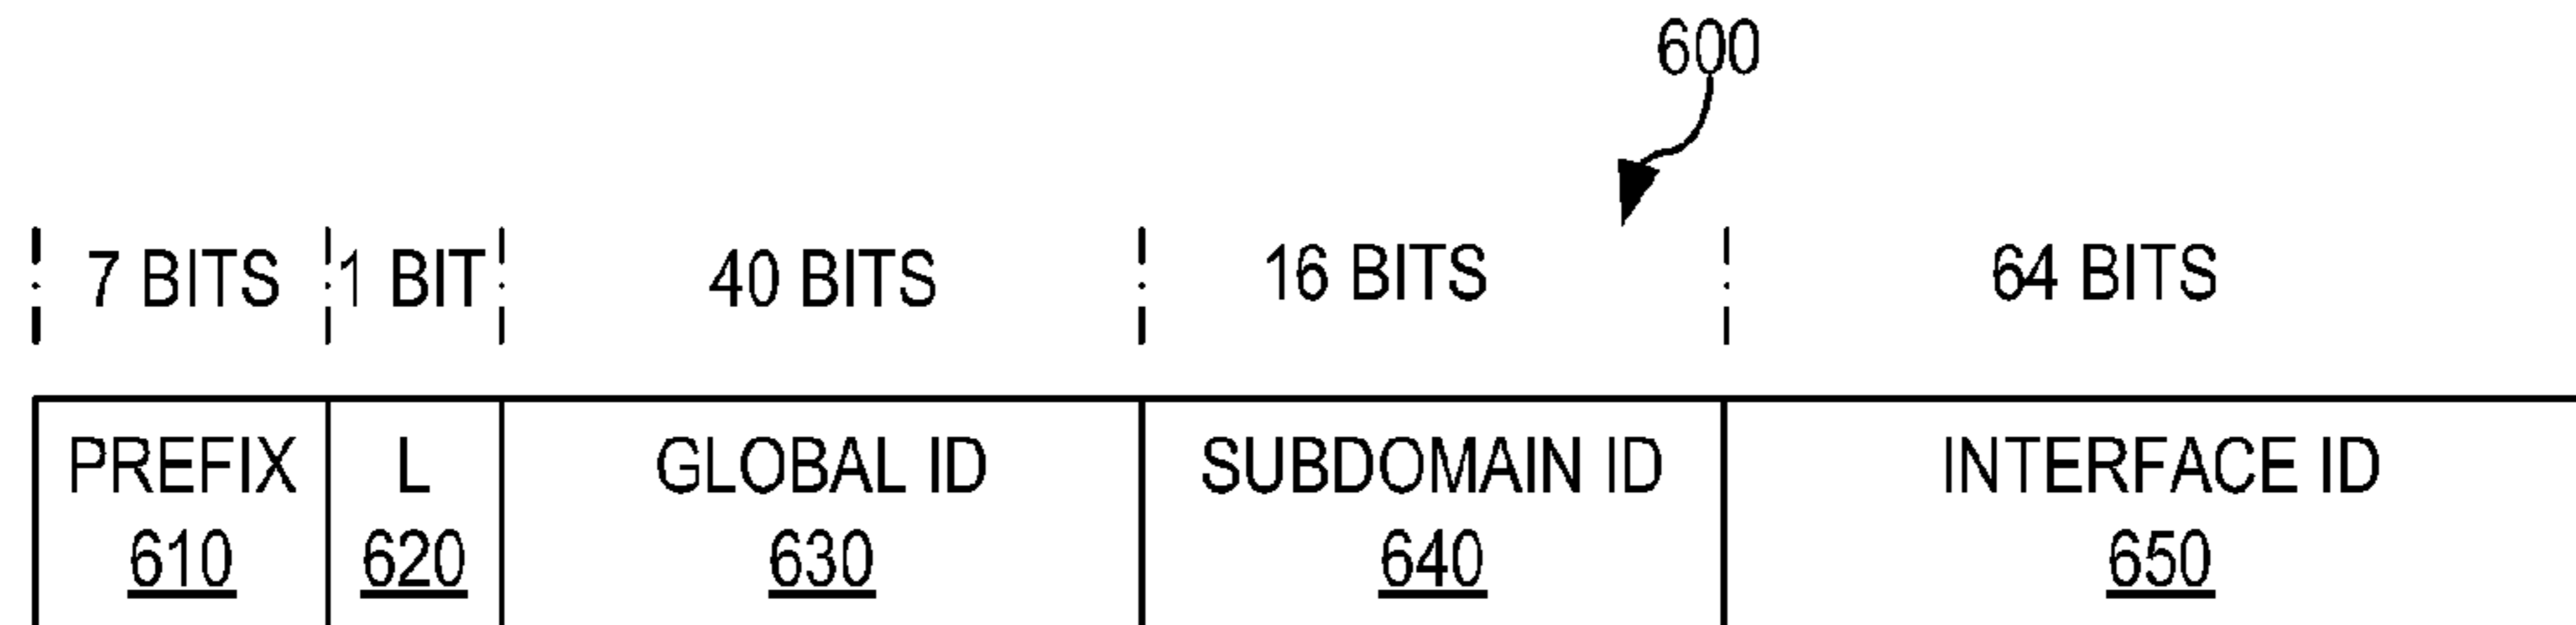 600
7 BITS 1 BIT 40 BITS 16 BITS 64 BITS
PREFIX L GLOBAL ID SUBDOMAIN ID INTERFACE ID
610 620 630 640 650